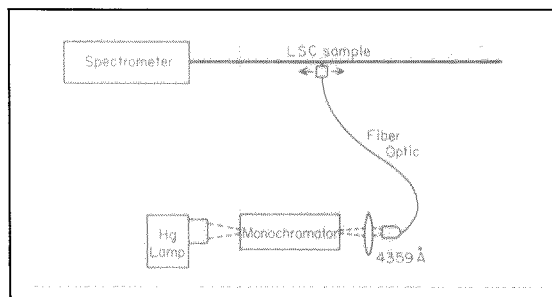 LSC sample
Spectrometer
Fiber
Optic
Hg
Lamp
Monochromator
4359 Å